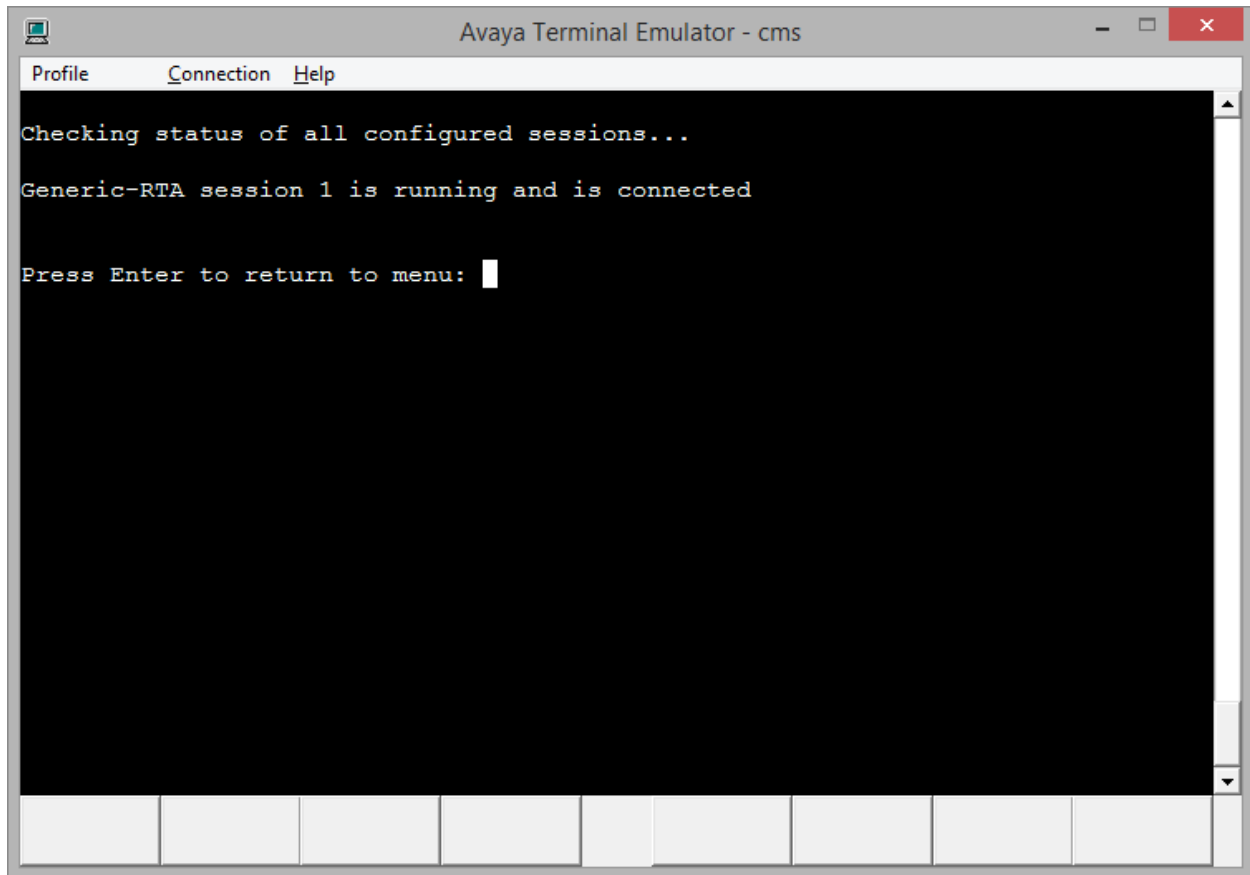 Avaya Terminal Emulator - cms
Profile Connection Help
Checking status of all configured sessions...
Generic-RTA session 1 is running and is connected
Press Enter to return to menu: